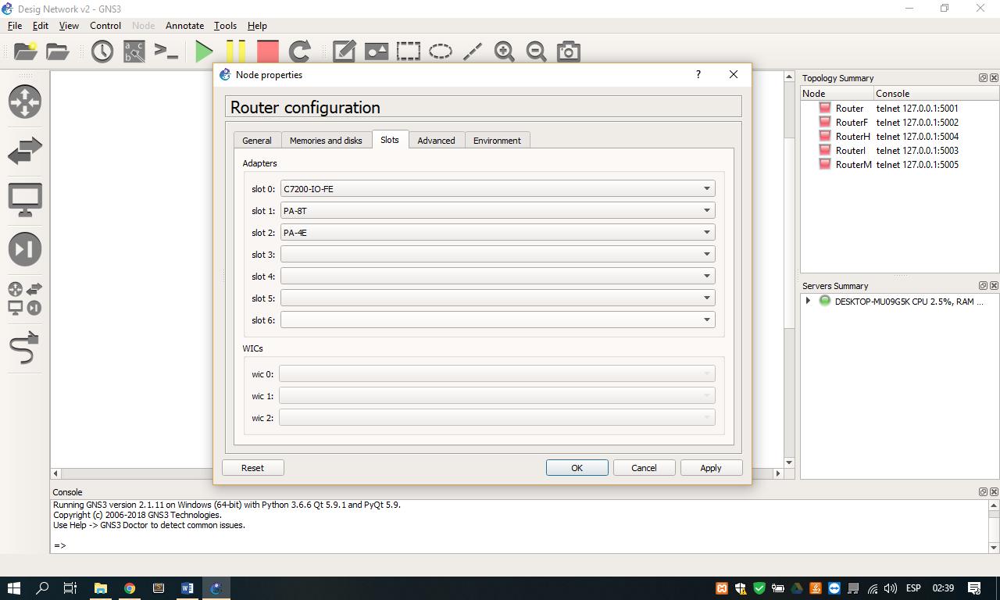 Desig Network v2 - GNS3
File Edit View Control Node Annotate Tools Help
Node properties
?
Router configuration
General Memories and disks Slots Advanced Environment
Adapters
slot 0: C7200-IO-FE
slot 1: PA-8T
slot 2: PA-4E
slot 3:
slot 4:
slot 5:
slot 6:
WICs
wic 0:
wic 1:
wic 2:
Reset OK Cancel Apply
Topology Summary
Node Console
Router telnet 127.0.0.1:5001
RouterF telnet 127.0.0.1:5002
RouterH telnet 127.0.0.1:5004
RouterI telnet 127.0.0.1:5003
RouterM telnet 127.0.0.1:5005
Servers Summary
DESKTOP-MU09G5K CPU 2.5%, RAM ...
Console
Running GNS3 version 2.1.11 on Windows (64-bit) with Python 3.6.6 Qt 5.9.1 and PyQt 5.9.
Copyright (c) 2006-2018 GNS3 Technologies.
Use Help -> GNS3 Doctor to detect common issues.
=>
ESP 02:39